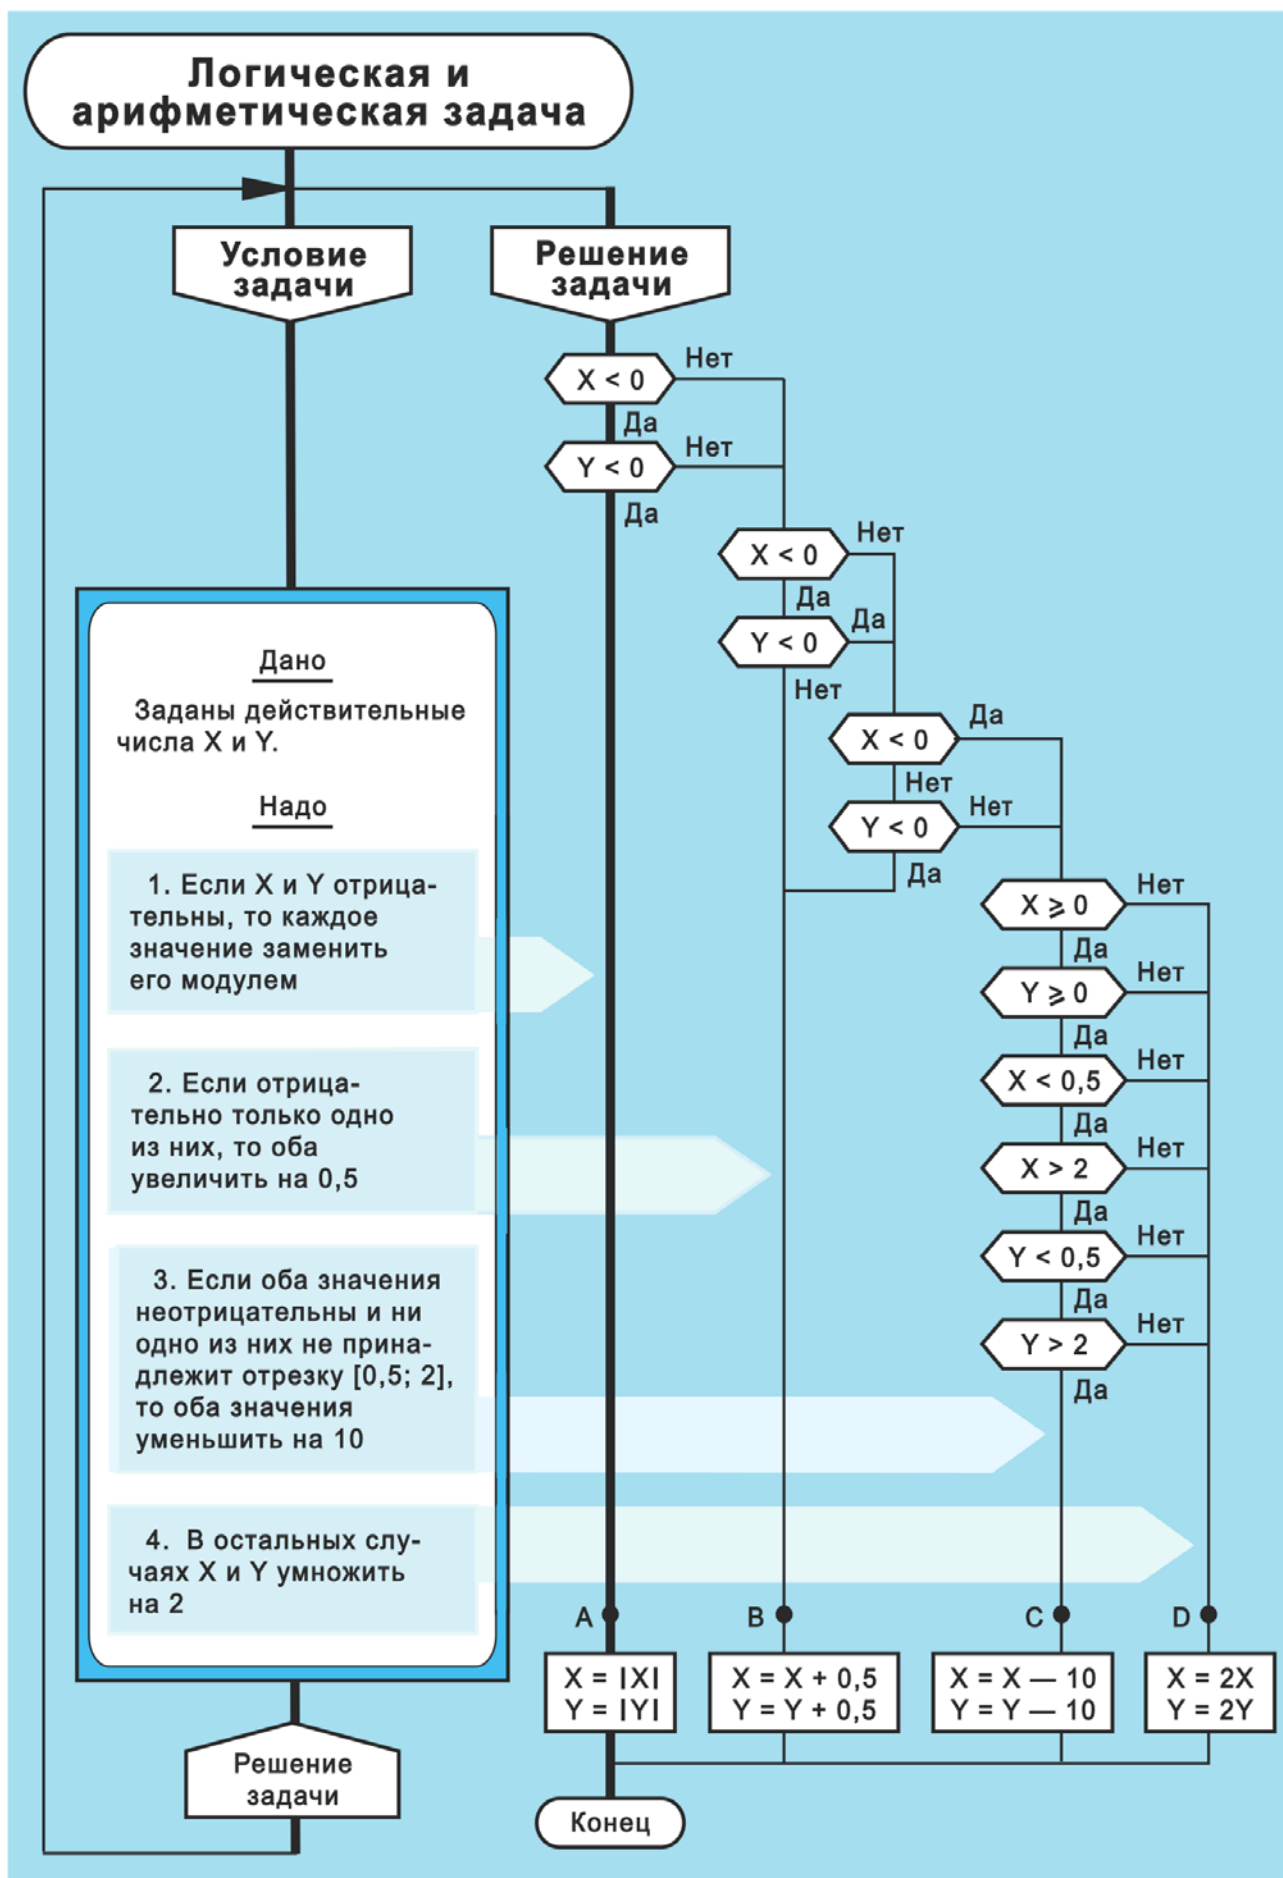 Логическая и
арифметическая задача
Условие
задачи
Дано
Заданы действительные
числа X и Y.
Надо
1. Если X и Y отрица-
тельны, то каждое
значение заменить
его модулем
2. Если отрица-
тельно только одно
из них, то оба
увеличить на 0,5
3. Если оба значения
неотрицательны и ни
одно из них не прина-
длежит отрезку [0,5; 2],
то оба значения
уменьшить на 10
4. В остальных слу-
чаях X и Y умножить
на 2
Решение
задачи
Решение
задачи
X < 0
Нет
Да
Y < 0
Нет
Да
X < 0
Нет
Да
Y < 0
Да
Нет
X < 0
Да
Нет
Y < 0
Нет
Да
X ⩾ 0
Нет
Да
Y ⩾ 0
Нет
Да
X < 0,5
Нет
Да
X > 2
Нет
Да
Y < 0,5
Нет
Да
Y > 2
Нет
Да
A
B
C
D
X = |X|
Y = |Y|
X = X + 0,5
Y = Y + 0,5
X = X — 10
Y = Y — 10
X = 2X
Y = 2Y
Конец